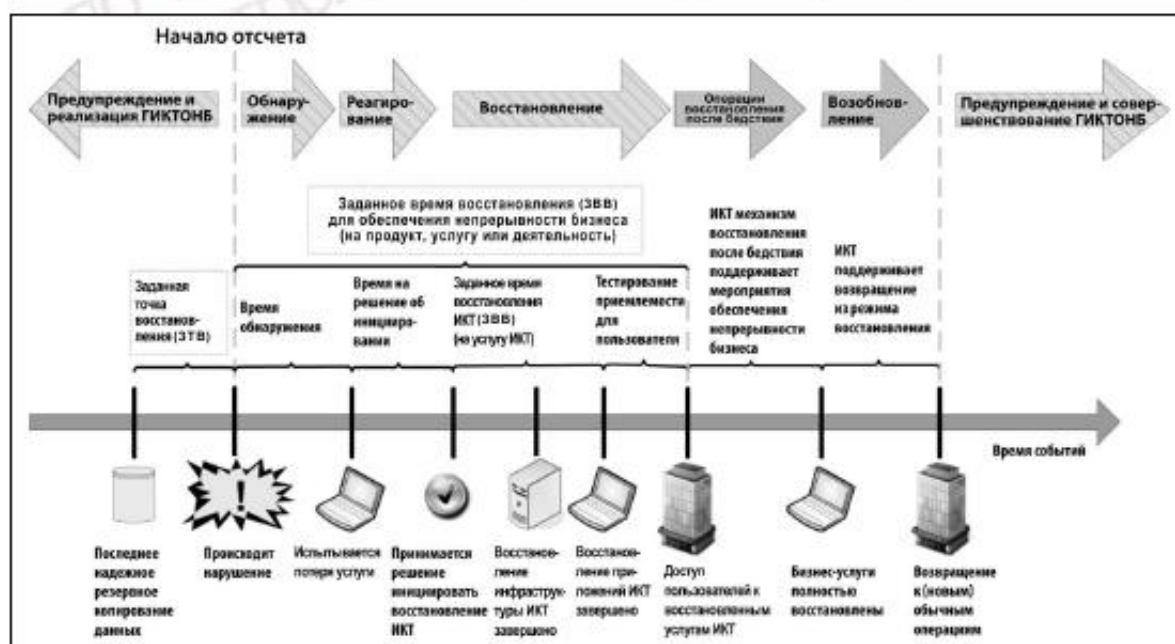 Начало отсчета
Предупреждение и
реализация ГИКТОНБ
Обнару-
жение
Реагиро-
вание
Восстановление
Операции
восстановления
после бедствия
Возобнов-
ление
Предупреждение и совер-
шенствование ГИКТОНБ
Заданное время восстановления (ЗВВ)
для обеспечения непрерывности бизнеса
(на продукт, услугу или деятельность)
Заданная
точка
восстанов-
ления (ЗТВ)
Время
обнаружения
Время на
решение об
иницииро-
вании
Заданное время
восстановления
ИКТ (ЗВВ)
(на услугу ИКТ)
Тестирование
приемлемости
для
пользователя
ИКТ механизм
восстановления
после бедствия
поддерживает
мероприятия
обеспечения
непрерывности
бизнеса
ИКТ
поддерживает
возвращение
из режима
восстановления
Время событий
Последнее
надежное
резервное
копирование
данных
Происходит
нарушение
Испытывается
потеря услуги
Принимается
решение
инициировать
восстановление
ИКТ
Восстанов-
ление
инфраструк-
туры ИКТ
завершено
Восстанов-
ление при-
ложений ИКТ
завершено
Доступ
пользователей к
восстановленным
услугам ИКТ
Бизнес-услуги
полностью
восстановлены
Возвращение
к (новым)
обычным
операциям